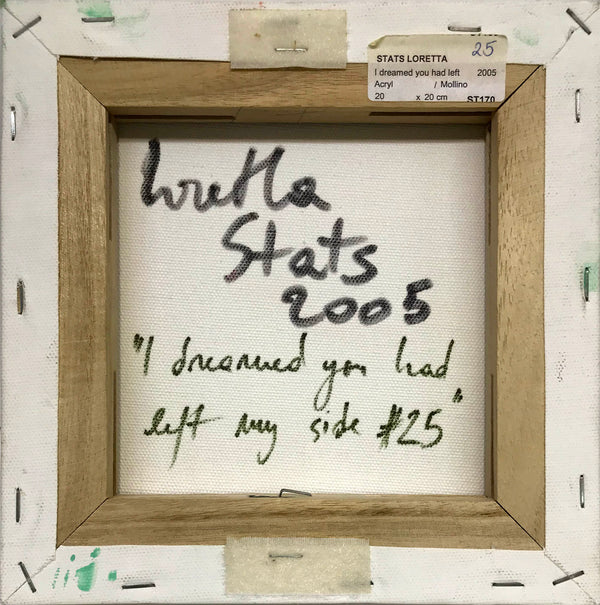 STATS LORETTA 25
I dreamed you had left 2005
Acryl / Mollino
20 x 20 cm ST170
Loretta
Stats
2005
"I dreamed you had
left my side #25"